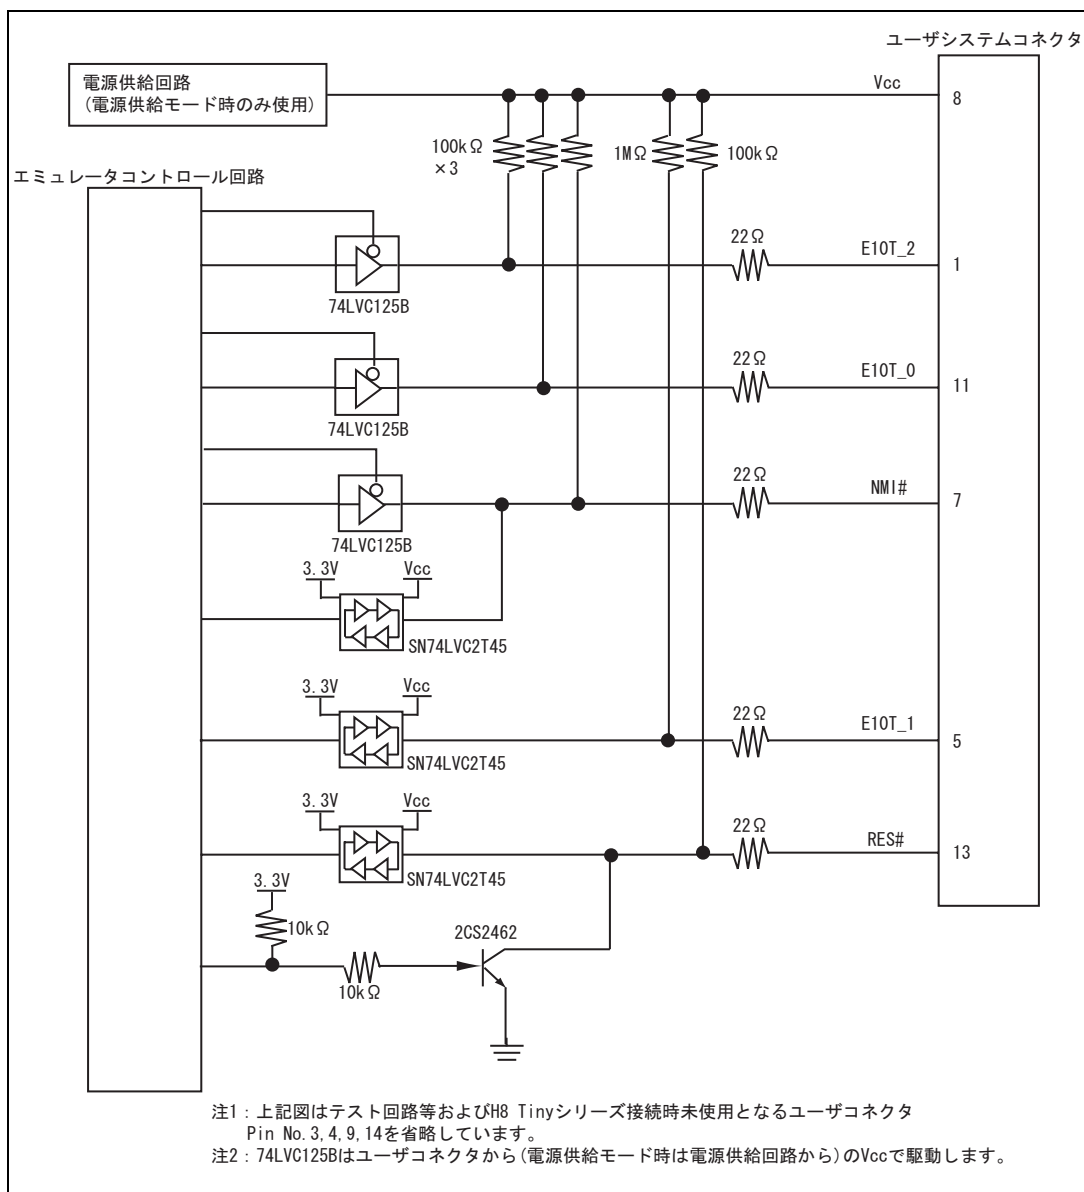 ユーザシステムコネクタ
電源供給回路
(電源供給モード時のみ使用)
Vcc
8
100kΩ
×3
1MΩ
100kΩ
エミュレータコントロール回路
22Ω
E10T_2
1
74LVC125B
22Ω
E10T_0
11
74LVC125B
22Ω
NMI#
7
74LVC125B
3.3V
Vcc
SN74LVC2T45
3.3V
Vcc
22Ω
E10T_1
5
SN74LVC2T45
3.3V
Vcc
22Ω
RES#
13
SN74LVC2T45
3.3V
10kΩ
2CS2462
10kΩ
注1：上記図はテスト回路等およびH8 Tinyシリーズ接続時未使用となるユーザコネクタ
Pin No.3,4,9,14を省略しています。
注2：74LVC125Bはユーザコネクタから(電源供給モード時は電源供給回路から)のVccで駆動します。